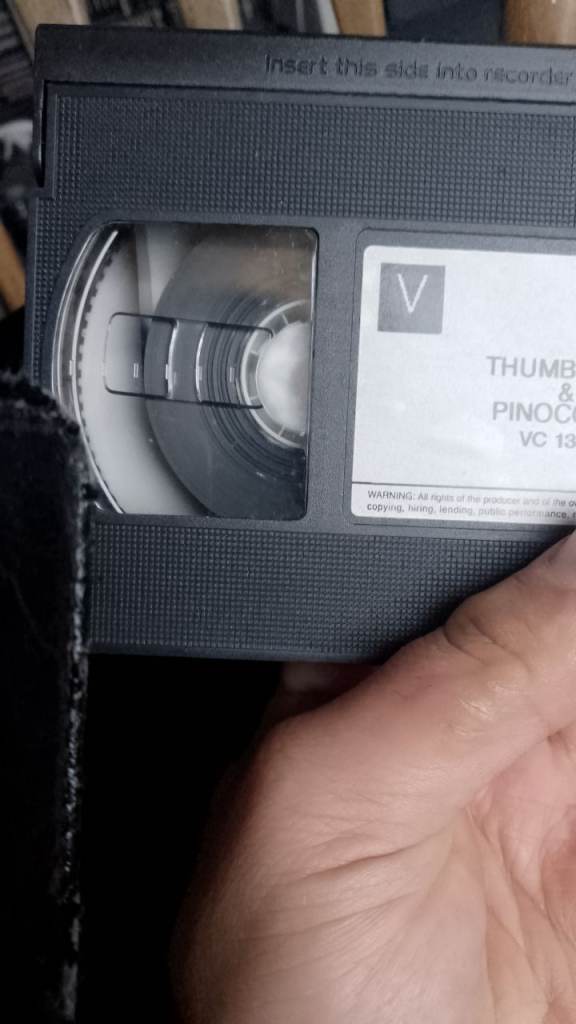 Insert this side into recorder
V
THUMB
&
PINOC
VC 13
WARNING: All rights of the producer and of the
copying, hiring, lending, public performance,